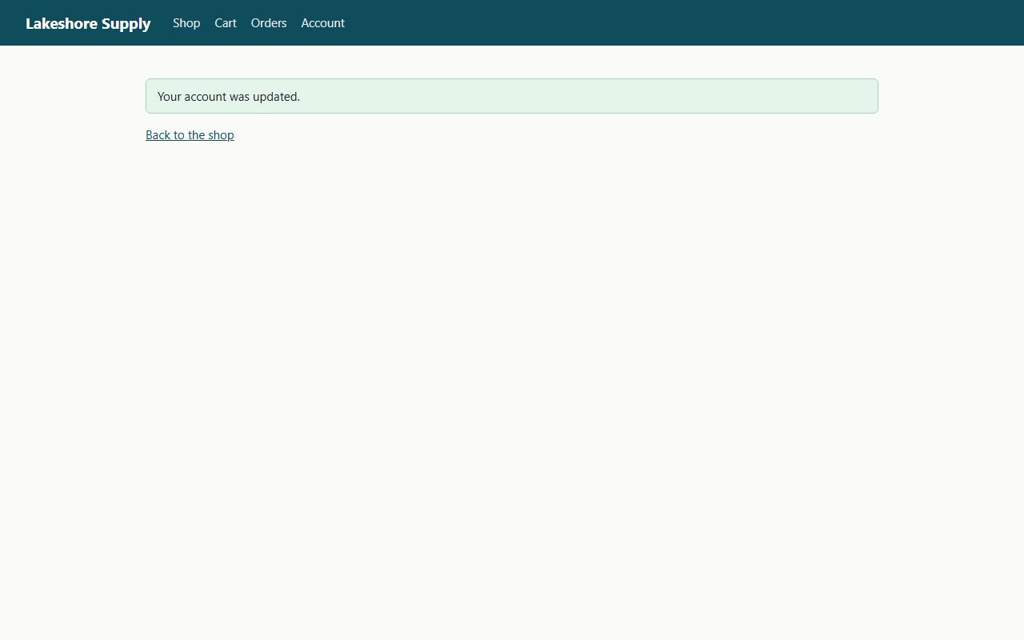 Lakeshore Supply Shop Cart Orders Account
Your account was updated.
Back to the shop